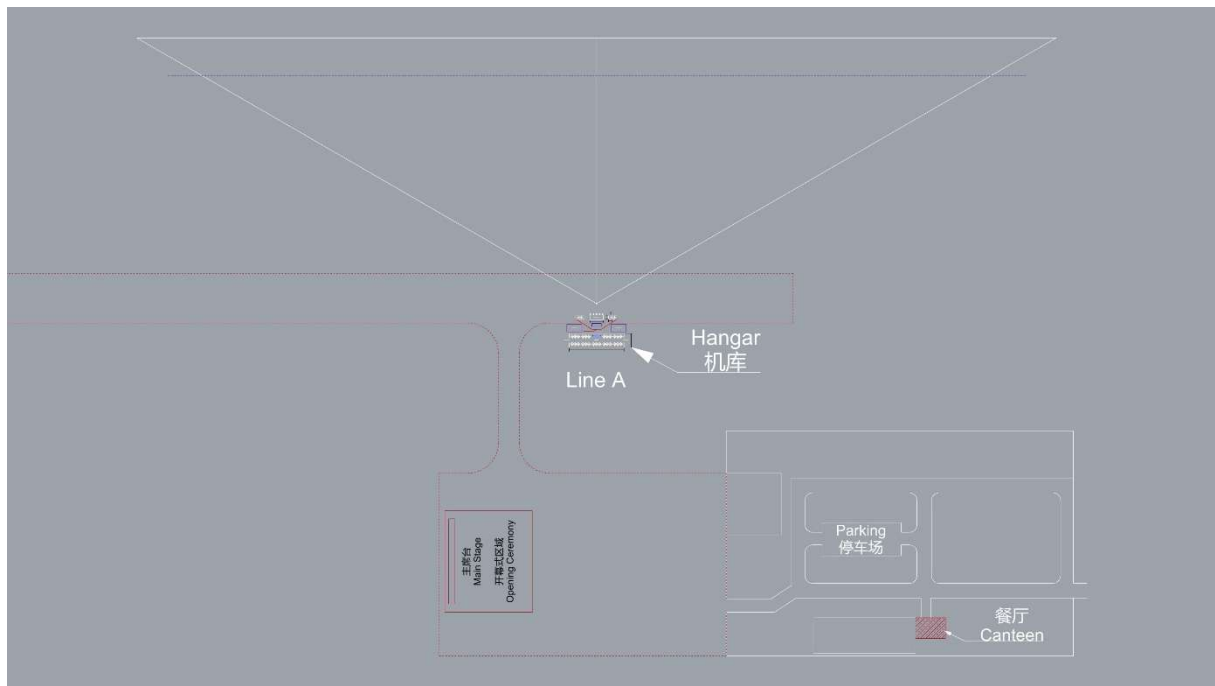 Hangar
机库
Line A
主席台
Main Stage
开幕式区域
Opening Ceremony
Parking
停车场
餐厅
Canteen